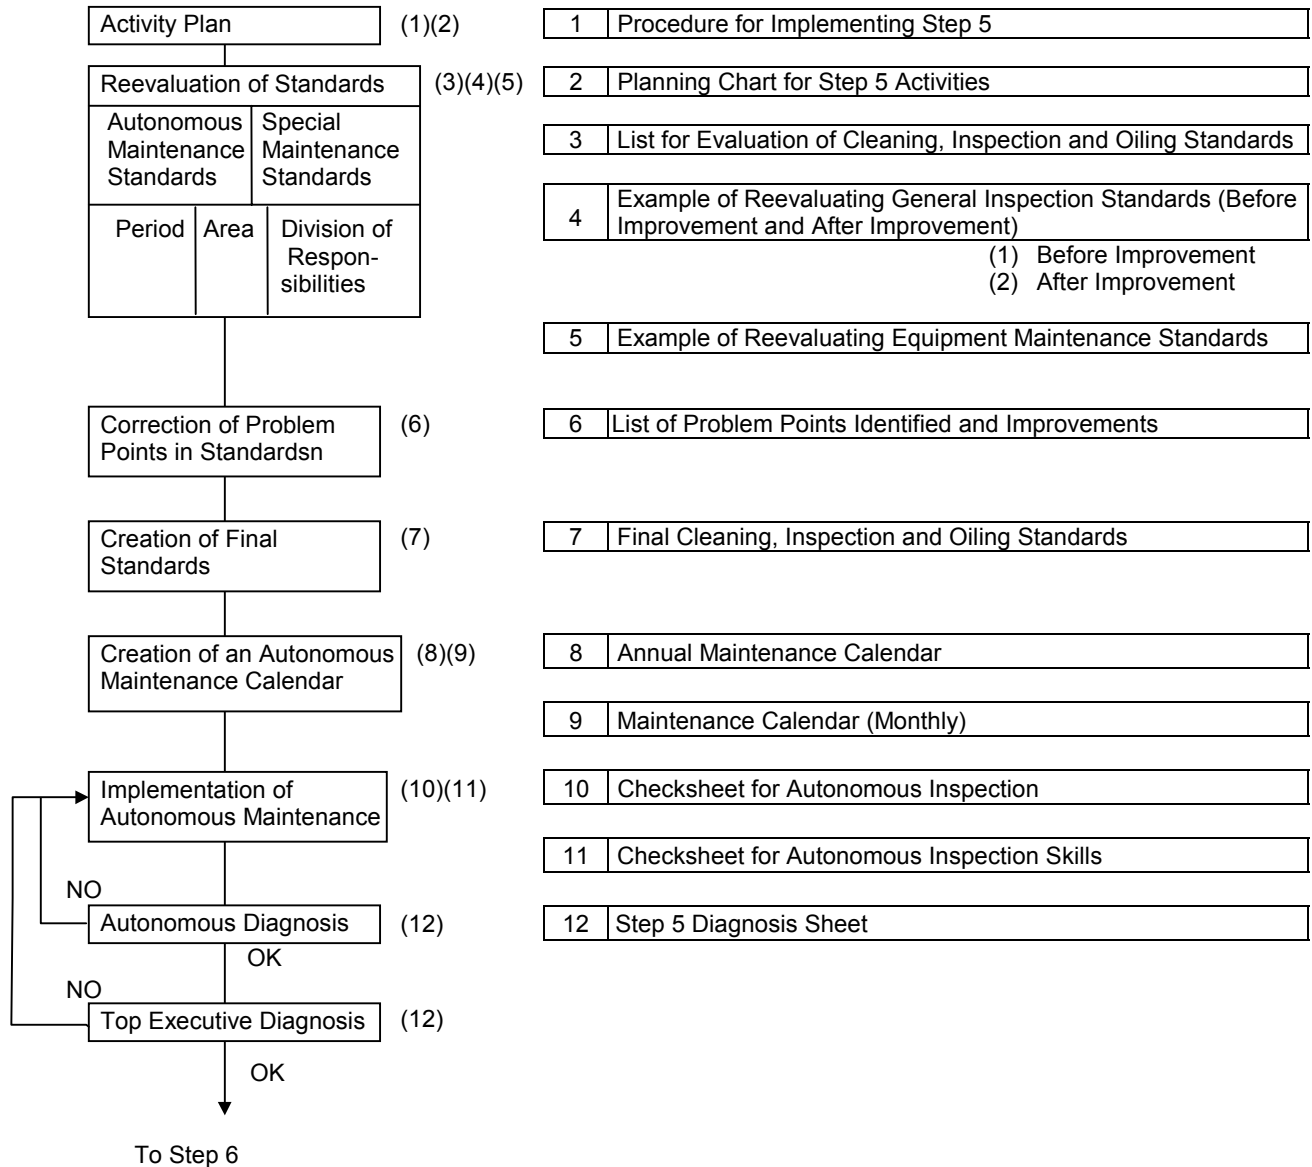 Activity Plan (1)(2)
Reevaluation of Standards (3)(4)(5)
Autonomous Maintenance Standards
Special Maintenance Standards
Period
Area
Division of
Respon-
sibilities
Correction of Problem (6)
Points in Standardsn
Creation of Final (7)
Standards
Creation of an Autonomous (8)(9)
Maintenance Calendar
Implementation of (10)(11)
Autonomous Maintenance
NO
Autonomous Diagnosis (12)
OK
NO
Top Executive Diagnosis (12)
OK
To Step 6
1 Procedure for Implementing Step 5
2 Planning Chart for Step 5 Activities
3 List for Evaluation of Cleaning, Inspection and Oiling Standards
4 Example of Reevaluating General Inspection Standards (Before
Improvement and After Improvement)
(1) Before Improvement
(2) After Improvement
5 Example of Reevaluating Equipment Maintenance Standards
6 List of Problem Points Identified and Improvements
7 Final Cleaning, Inspection and Oiling Standards
8 Annual Maintenance Calendar
9 Maintenance Calendar (Monthly)
10 Checksheet for Autonomous Inspection
11 Checksheet for Autonomous Inspection Skills
12 Step 5 Diagnosis Sheet